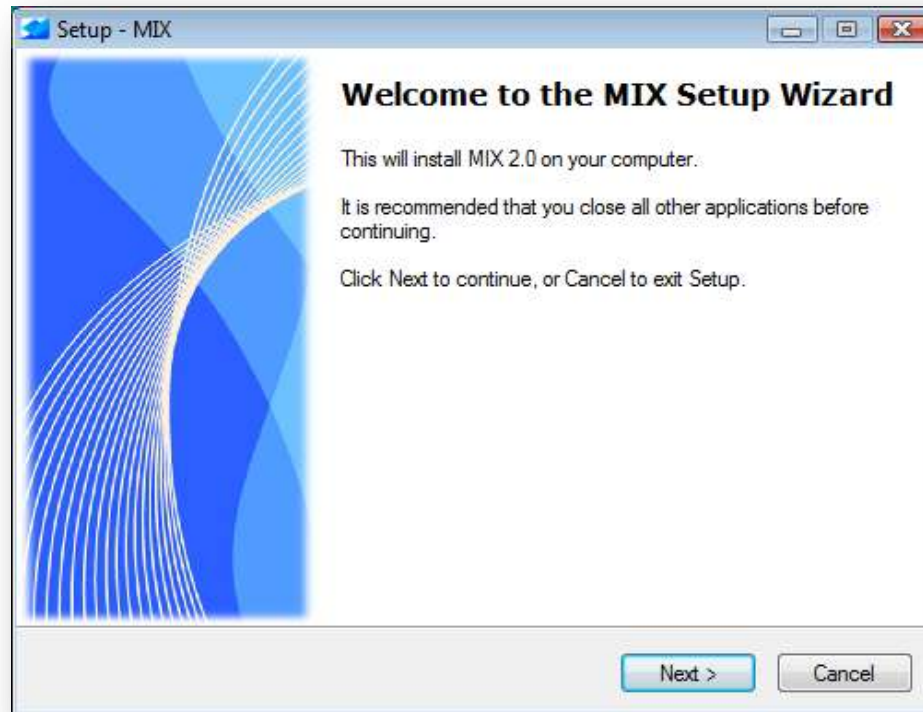 Setup - MIX
Welcome to the MIX Setup Wizard
This will install MIX 2.0 on your computer.
It is recommended that you close all other applications before
continuing.
Click Next to continue, or Cancel to exit Setup.
Next >
Cancel